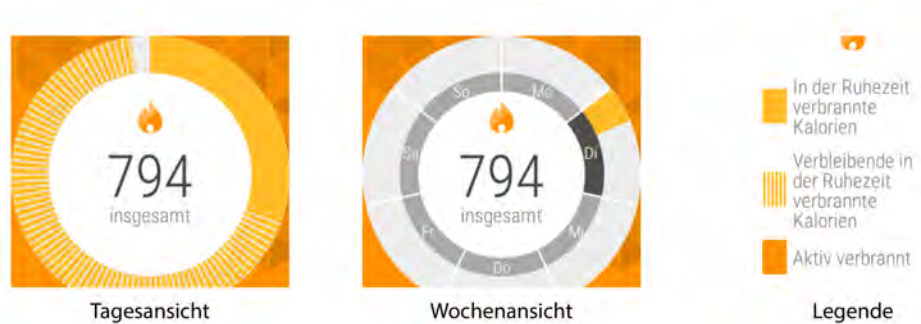 794
insgesamt
Tagesansicht
So
Mo
Sa
Di
794
insgesamt
Fr
Mi
Do
Wochenansicht
In der Ruhezeit
verbrannte
Kalorien
Verbleibende in
der Ruhezeit
verbrannte
Kalorien
Aktiv verbrannt
Legende